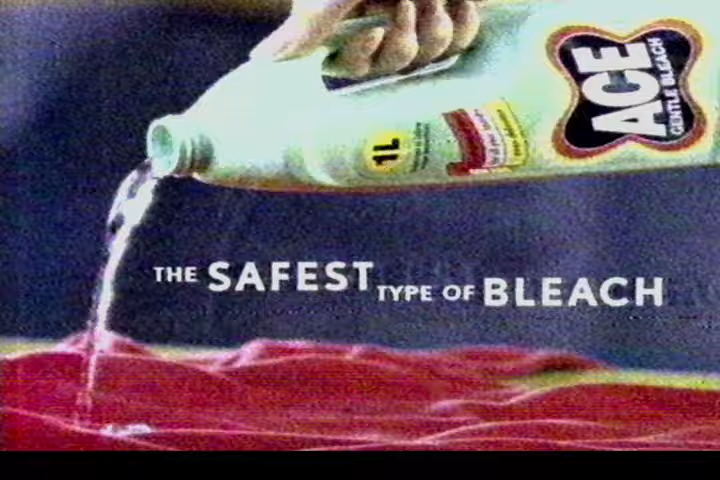 ACE
GENTLE BLEACH
1L
THE SAFEST TYPE OF BLEACH